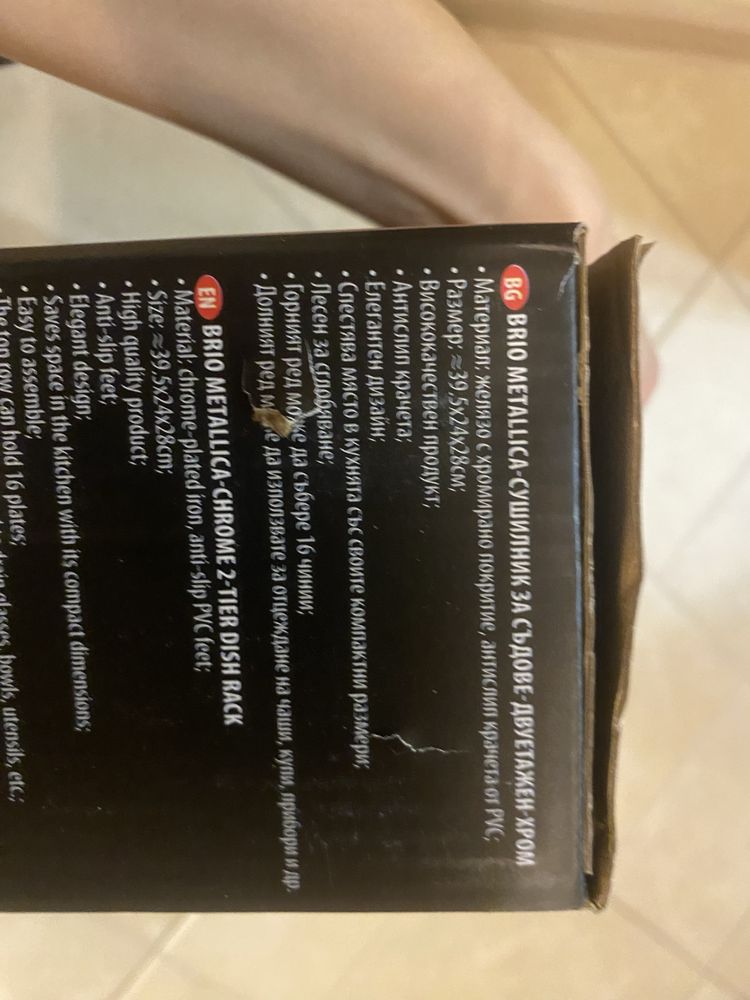 BG BRIO METALLICA-СУШИЛНИК ЗА СЪДОВЕ-ДВУЕТАЖЕН-ХРОМ
• Материал: желязо с хромирано покритие, антислип крачета от PVC;
• Размер: ≈39,5x24x28cm;
• Висококачествен продукт;
• Антислип крачета;
• Елегантен дизайн;
• Спестява място в кухнята със своите компактни размери;
• Лесен за сглобяване;
• Горният ред може да събере 16 чинии;
• Долният ред може да използвате за отцеждане на чаши, купи, прибори и др.
EN BRIO METALLICA-CHROME 2-TIER DISH RACK
• Material: chrome-plated iron, anti-slip PVC feet;
• Size: ≈39,5x24x28cm;
• High quality product;
• Anti-slip feet;
• Elegant design;
• Saves space in the kitchen with its compact dimensions;
• Easy to assemble;
• The top row can hold 16 plates;
drain glasses, bowls, utensils, etc.;